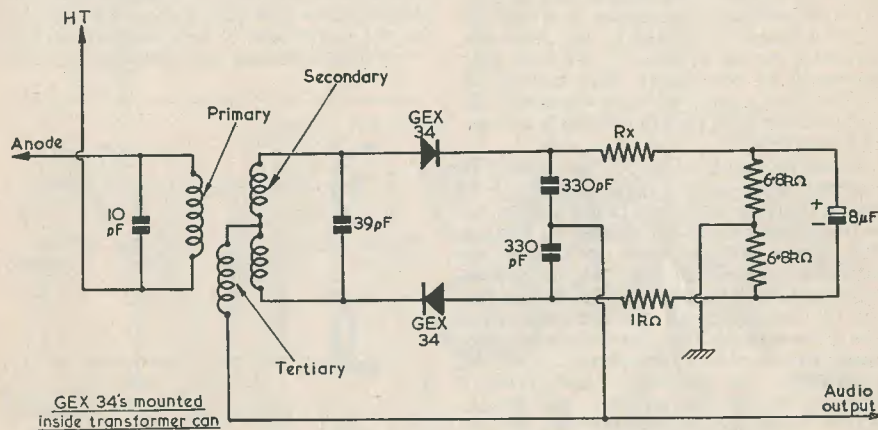 HT
Secondary
Primary
GEX
34
Anode
Rx
10
pF
39pF
330pF
330
pF
6·8kΩ
+
−
8μF
6·8kΩ
GEX
34
1kΩ
Tertiary
GEX 34's mounted
inside transformer can
Audio
output